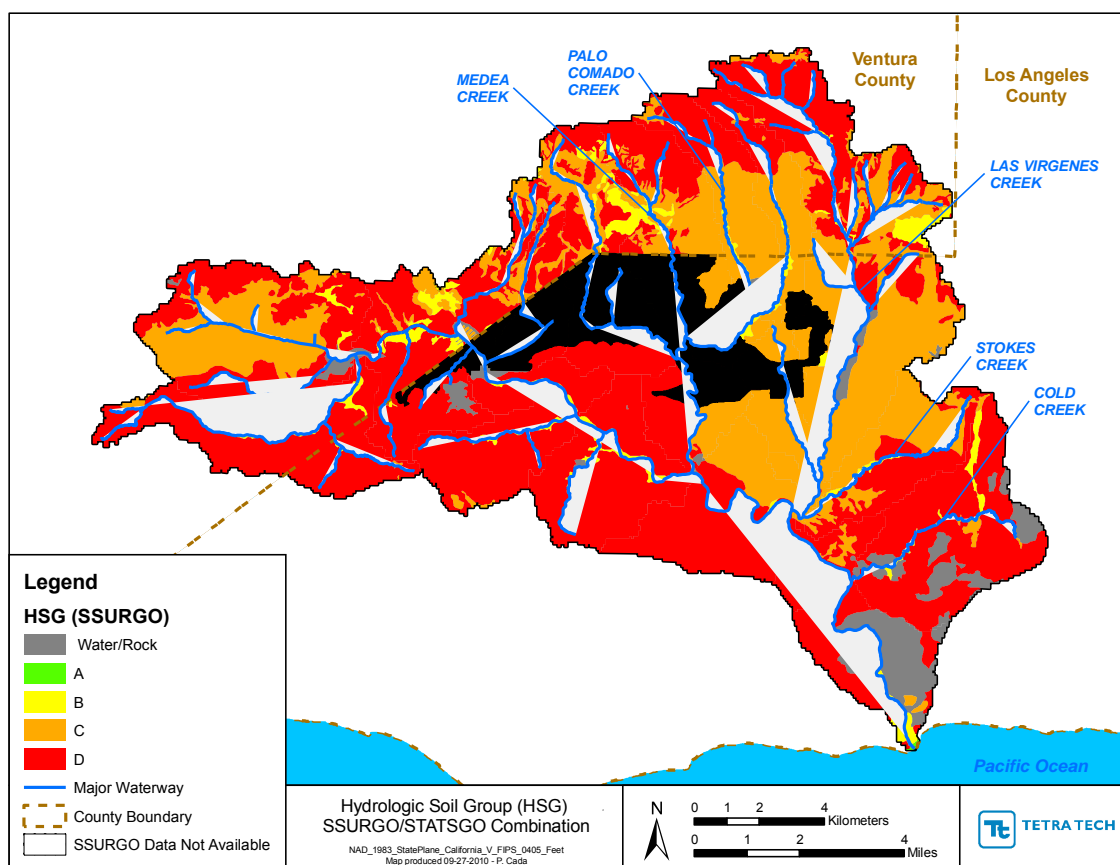 Ventura
County
Los Angeles
County
PALO
COMADO
CREEK
MEDEA
CREEK
LAS VIRGENES
CREEK
STOKES
CREEK
COLD
CREEK
Pacific Ocean
Legend
HSG (SSURGO)
Water/Rock
A
B
C
D
Major Waterway
County Boundary
SSURGO Data Not Available
Hydrologic Soil Group (HSG)
SSURGO/STATSGO Combination
NAD_1983_StatePlane_California_V_FIPS_0405_Feet
Map produced 09-27-2010 - P. Cada
N
0 1 2 4
Kilometers
0 1 2 4
Miles
Tt TETRA TECH